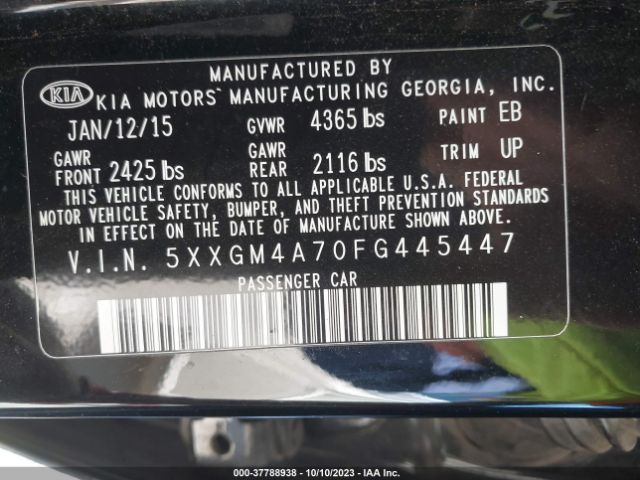 MANUFACTURED BY
KIA KIA MOTORS MANUFACTURING GEORGIA, INC.
JAN/12/15 GVWR 4365 lbs PAINT EB
GAWR FRONT 2425 lbs GAWR REAR 2116 lbs TRIM UP
THIS VEHICLE CONFORMS TO ALL APPLICABLE U.S.A. FEDERAL
MOTOR VEHICLE SAFETY, BUMPER, AND THEFT PREVENTION STANDARDS
IN EFFECT ON THE DATE OF MANUFACTURE SHOWN ABOVE.
V.I.N. 5XXGM4A70FG445447
PASSENGER CAR
000-37788938 - 10/10/2023 - IAA Inc.